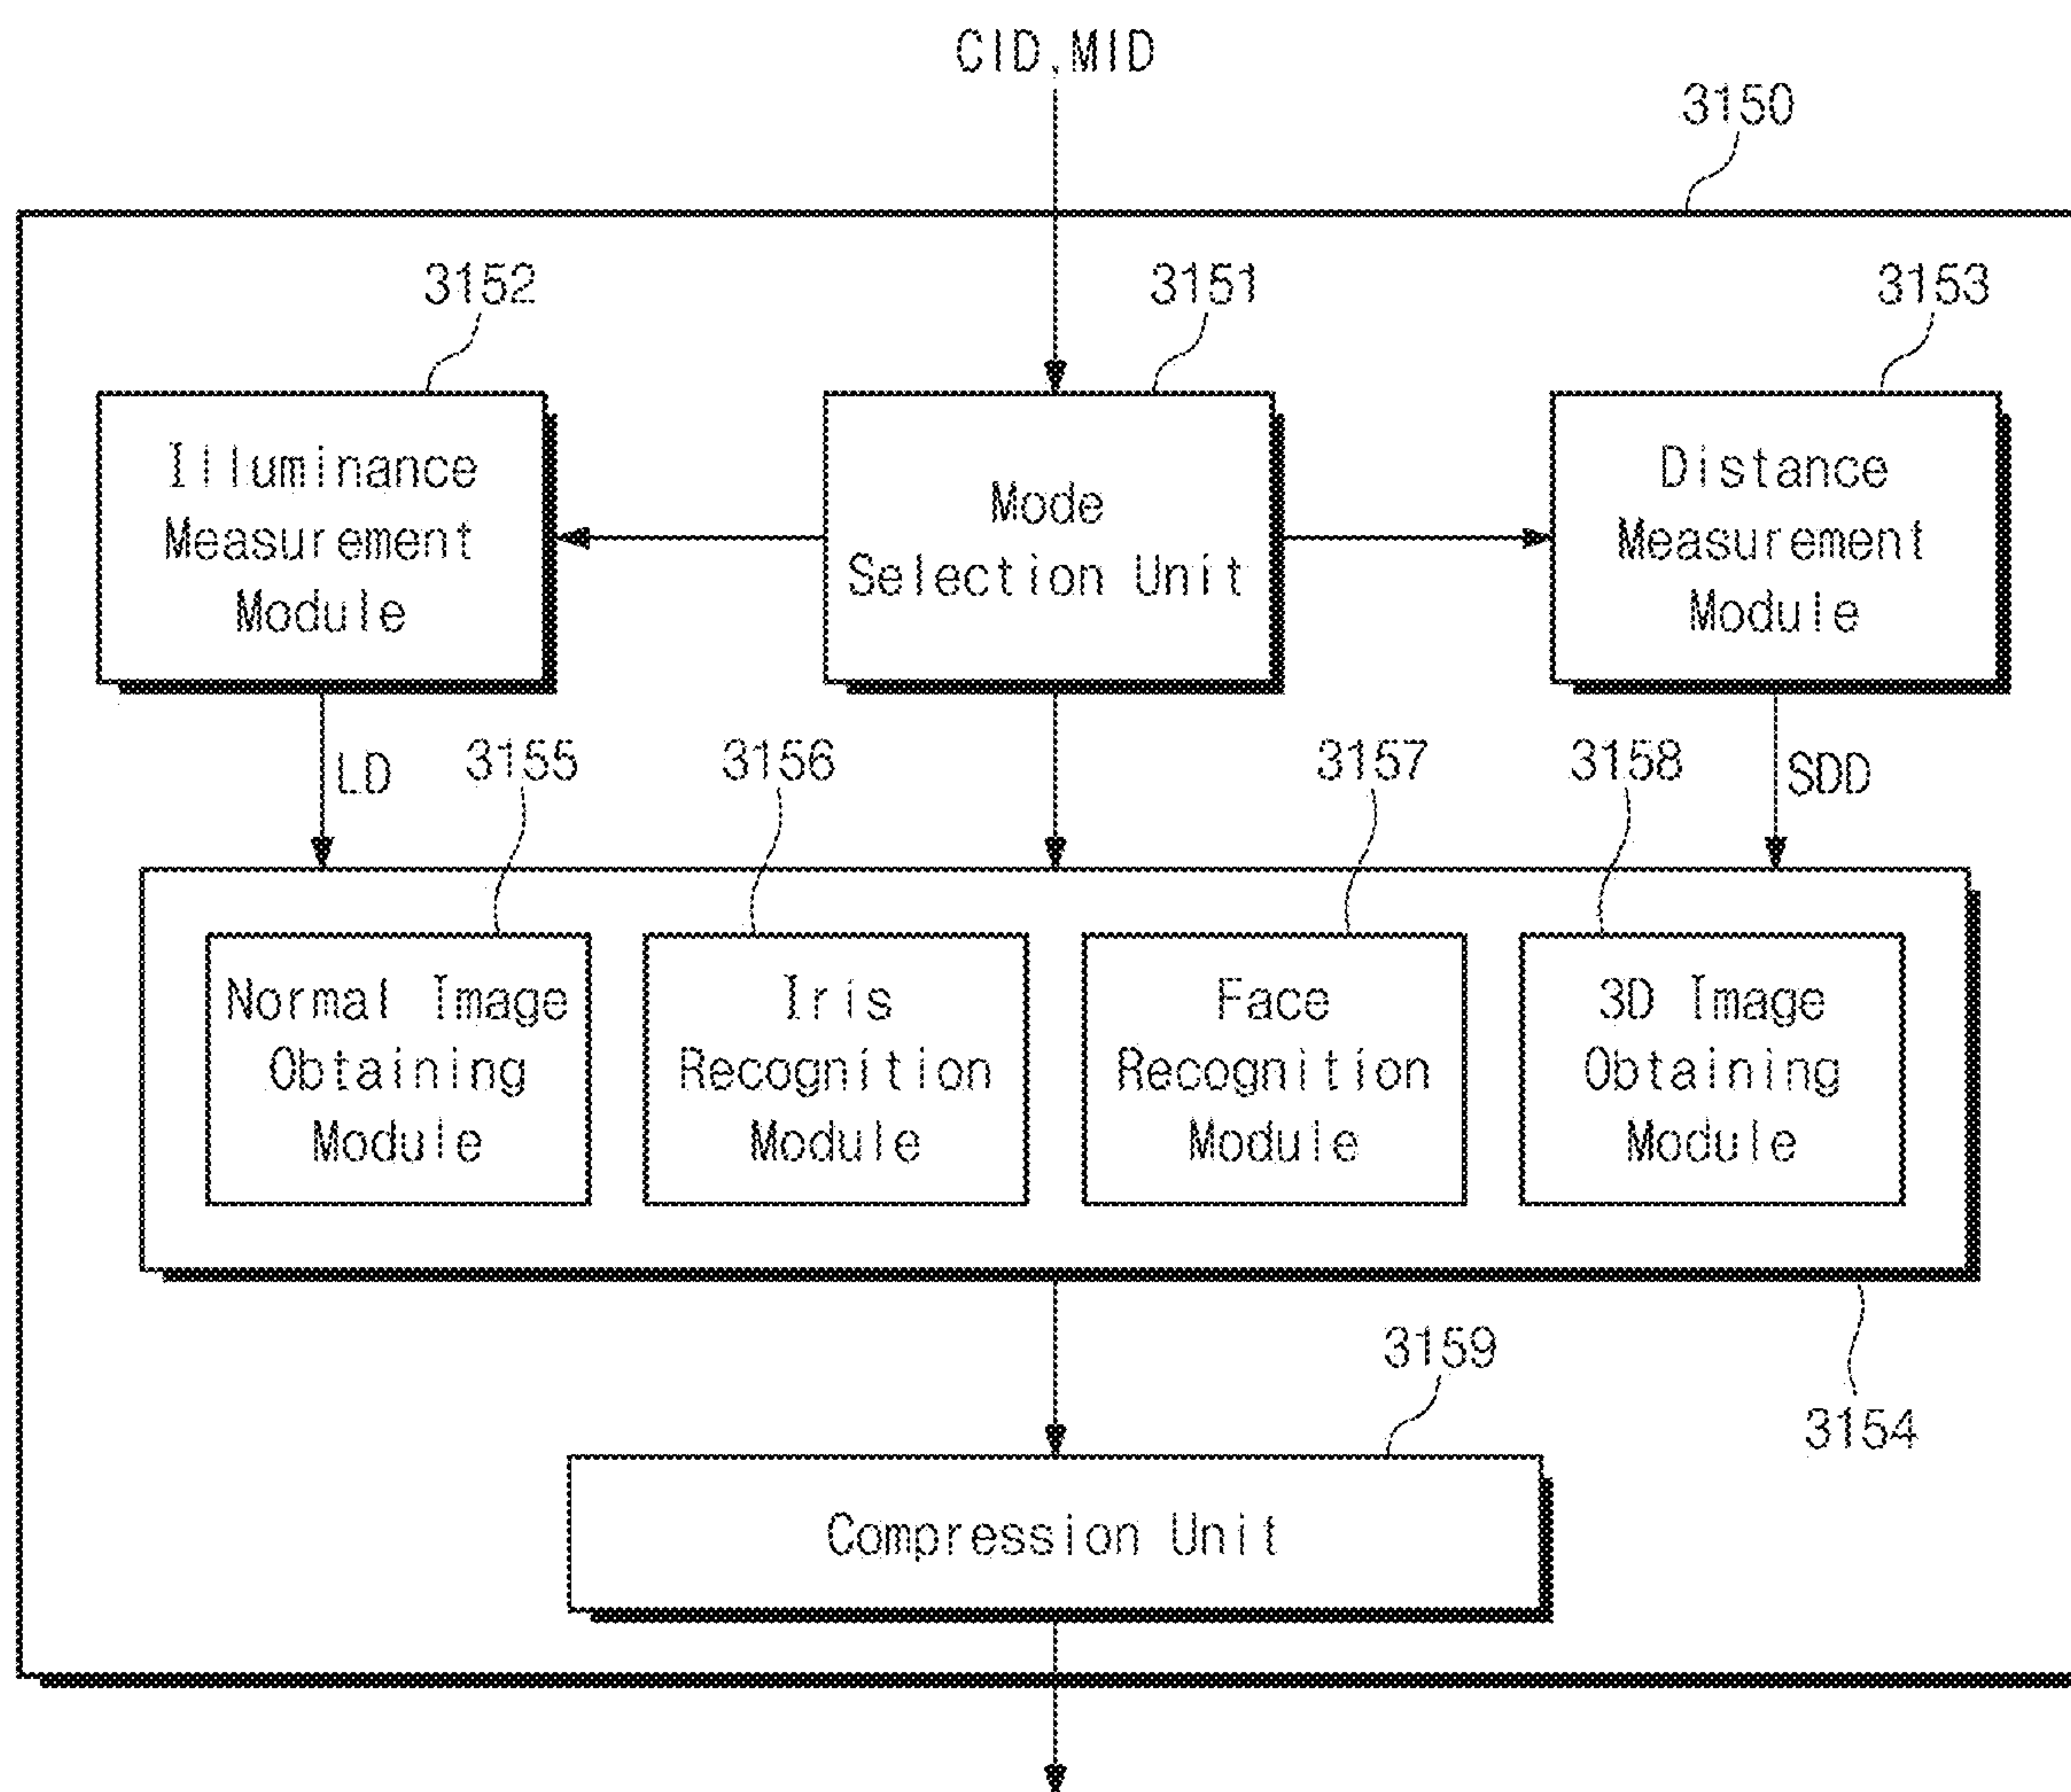 CID,MID
3150
3152
3151
3153
Illuminance
Measurement
Module
Mode
Selection Unit
Distance
Measurement
Module
LD
3155
3156
3157
3158
SDD
Normal Image
Obtaining
Module
Iris
Recognition
Module
Face
Recognition
Module
3D Image
Obtaining
Module
3159
3154
Compression Unit